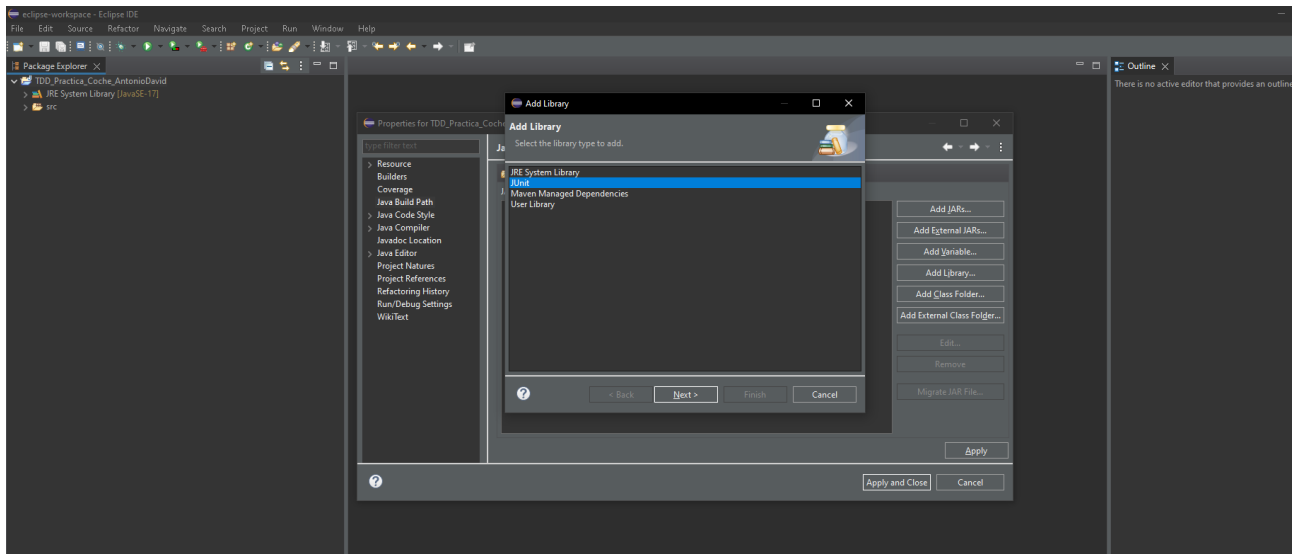 eclipse-workspace - Eclipse IDE
File Edit Source Refactor Navigate Search Project Run Window Help
Package Explorer
Outline
TDD_Practica_Coche_AntonioDavid
JRE System Library [JavaSE-17]
src
There is no active editor that provides an outline
Properties for TDD_Practica_Coche
type filter text
Resource
Builders
Coverage
Java Build Path
Java Code Style
Java Compiler
Javadoc Location
Java Editor
Project Natures
Project References
Refactoring History
Run/Debug Settings
WikiText
Add Library
Add Library
Select the library type to add.
JRE System Library
JUnit
Maven Managed Dependencies
User Library
< Back Next > Finish Cancel
Add JARs...
Add External JARs...
Add Variable...
Add Library...
Add Class Folder...
Add External Class Folder...
Edit...
Remove
Migrate JAR File...
Apply
Apply and Close Cancel